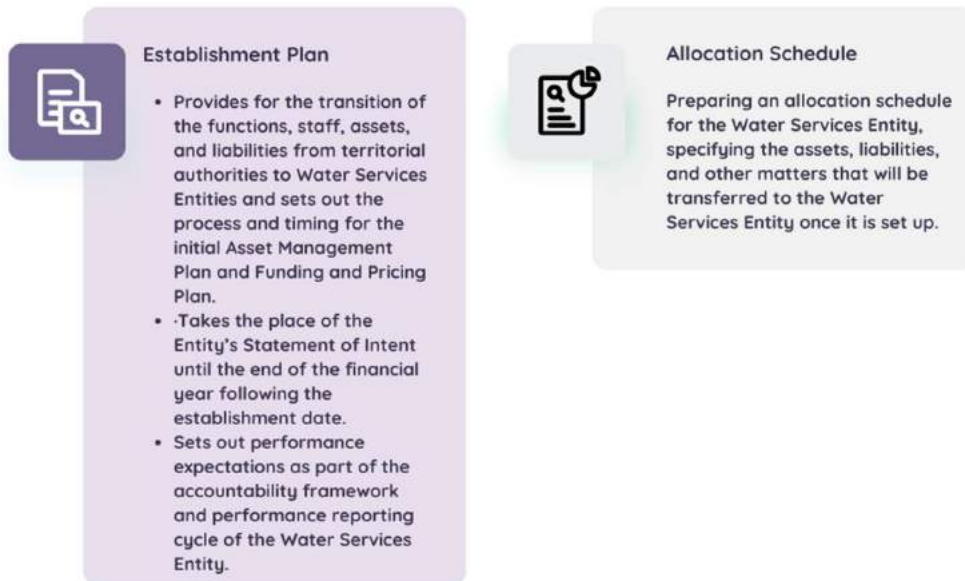 Establishment Plan
• Provides for the transition of
the functions, staff, assets,
and liabilities from territorial
authorities to Water Services
Entities and sets out the
process and timing for the
initial Asset Management
Plan and Funding and Pricing
Plan.
• ·Takes the place of the
Entity's Statement of Intent
until the end of the financial
year following the
establishment date.
• Sets out performance
expectations as part of the
accountability framework
and performance reporting
cycle of the Water Services
Entity.
Allocation Schedule
Preparing an allocation schedule
for the Water Services Entity,
specifying the assets, liabilities,
and other matters that will be
transferred to the Water
Services Entity once it is set up.